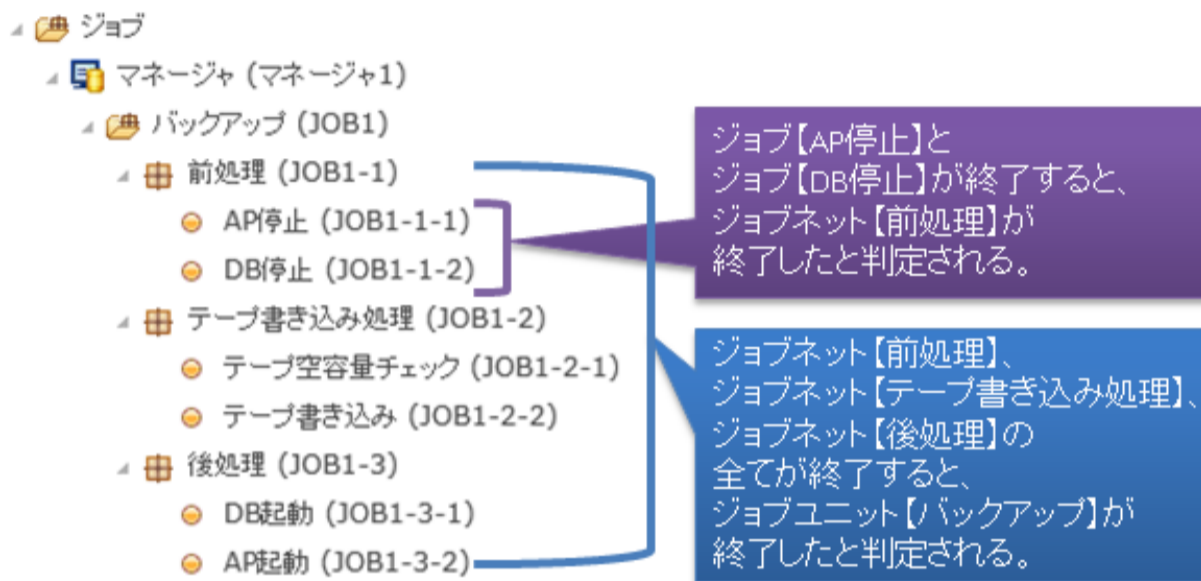 ジョブ
マネージャ (マネージャ1)
バックアップ (JOB1)
前処理 (JOB1-1)
AP停止 (JOB1-1-1)
DB停止 (JOB1-1-2)
テープ書き込み処理 (JOB1-2)
テープ空容量チェック (JOB1-2-1)
テープ書き込み (JOB1-2-2)
後処理 (JOB1-3)
DB起動 (JOB1-3-1)
AP起動 (JOB1-3-2)
ジョブ【AP停止】と
ジョブ【DB停止】が終了すると、
ジョブネット【前処理】が
終了したと判定される。
ジョブネット【前処理】、
ジョブネット【テープ書き込み処理】、
ジョブネット【後処理】の
全てが終了すると、
ジョブユニット【バックアップ】が
終了したと判定される。